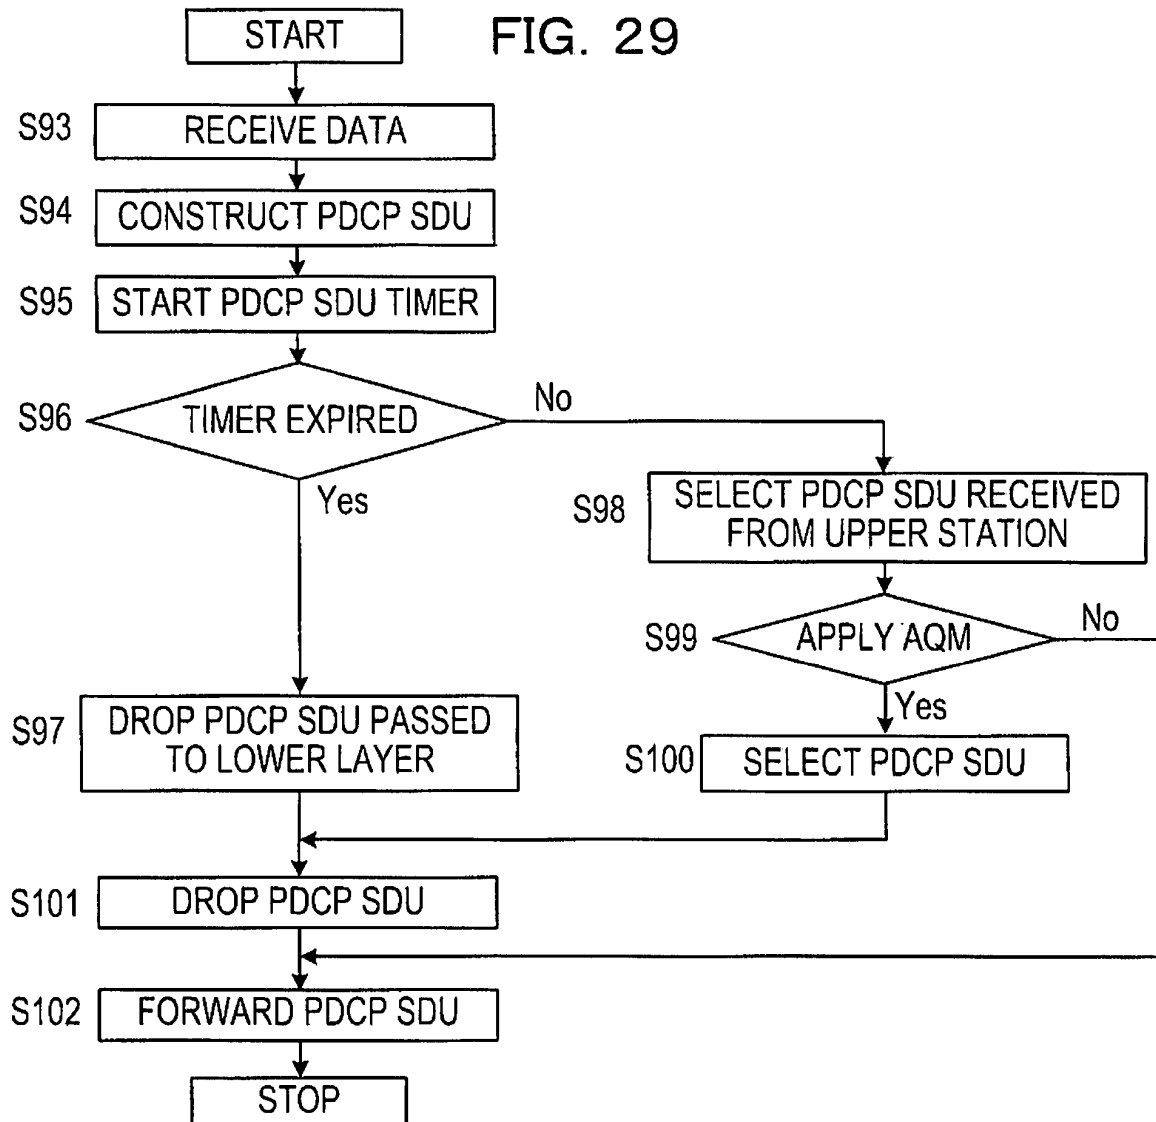 START
FIG. 29
S93
RECEIVE DATA
S94
CONSTRUCT PDCP SDU
S95
START PDCP SDU TIMER
S96
TIMER EXPIRED
No
Yes
S98
SELECT PDCP SDU RECEIVED
FROM UPPER STATION
S99
APPLY AQM
No
Yes
S97
DROP PDCP SDU PASSED
TO LOWER LAYER
S100
SELECT PDCP SDU
S101
DROP PDCP SDU
S102
FORWARD PDCP SDU
STOP